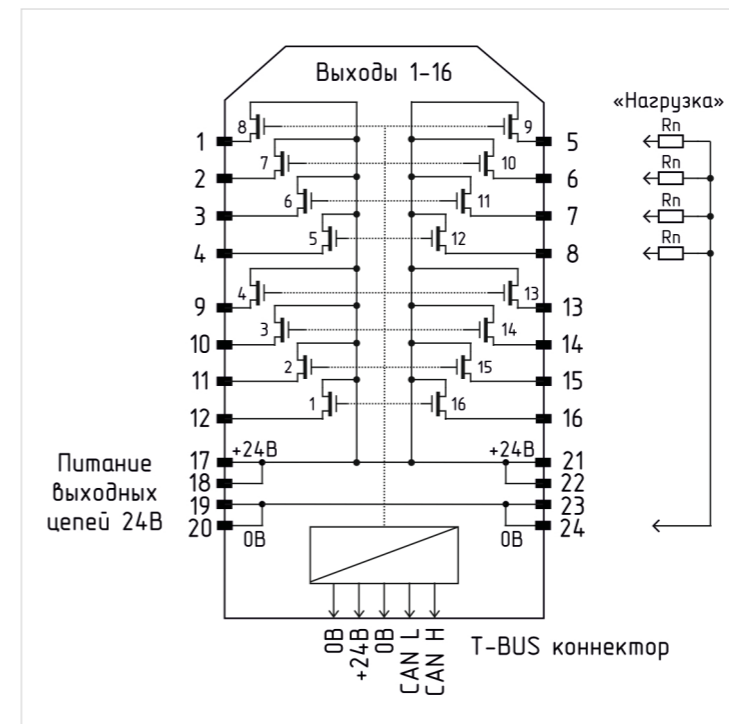 Выходы 1-16
«Нагрузка»
1 8 9 5 Rn
2 7 10 6 Rn
3 6 11 7 Rn
4 5 12 8 Rn
9 4 13 13
10 3 14 14
11 2 15 15
12 1 16 16
Питание
выходных
цепей 24В
17 +24В +24В 21
18 22
19 23
20 0В 0В 24
0В
+24В
0В
CAN L
CAN H
T-BUS коннектор